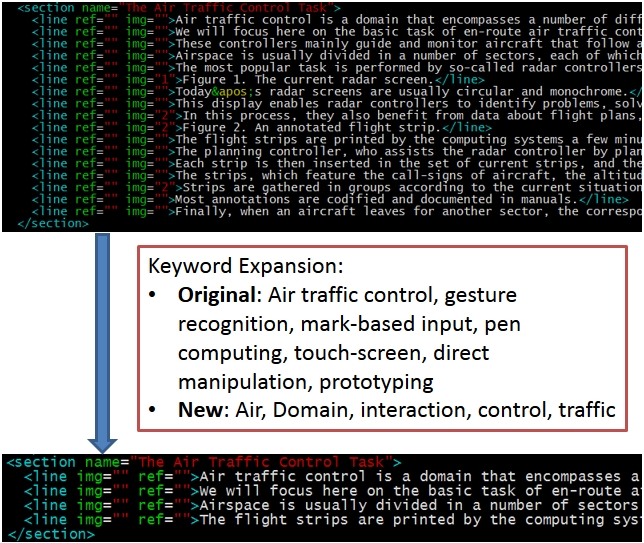 <section name="The Air Traffic Control Task">
<line ref="" img="">Air traffic control is a domain that encompasses a number of diff
<line ref="" img="">We will focus here on the basic task of en-route air traffic cont
<line ref="" img="">These controllers mainly guide and monitor aircraft that follow a
<line ref="" img="">Airspace is usually divided in a number of sectors, each of which
<line ref="" img="">The most popular task is performed by so-called radar controllers
<line ref="" img="1">Figure 1. The current radar screen.</line>
<line ref="" img="">Today&apos;s radar screens are usually circular and monochrome.</
<line ref="" img="">This display enables radar controllers to identify problems, solv
<line ref="" img="2">In this process, they also benefit from data about flight plans,
<line ref="" img="2">Figure 2. An annotated flight strip.</line>
<line ref="" img="">The flight strips are printed by the computing systems a few minu
<line ref="" img="">The planning controller, who assists the radar controller by plan
<line ref="" img="">Each strip is then inserted in the set of current strips, and the
<line ref="" img="">The strips, which feature the call-signs of aircraft, the altitud
<line ref="" img="2">Strips are gathered in groups according to the current situation
<line ref="" img="">Most annotations are codified and documented in manuals.</line>
<line ref="" img="">Finally, when an aircraft leaves for another sector, the correspo
</section>
Keyword Expansion:
• Original: Air traffic control, gesture
recognition, mark-based input, pen
computing, touch-screen, direct
manipulation, prototyping
• New: Air, Domain, interaction, control, traffic
<section name="The Air Traffic Control Task">
<line img="" ref="">Air traffic control is a domain that encompasses a
<line img="" ref="">We will focus here on the basic task of en-route a
<line img="" ref="">Airspace is usually divided in a number of sectors
<line img="" ref="">The flight strips are printed by the computing sys
</section>